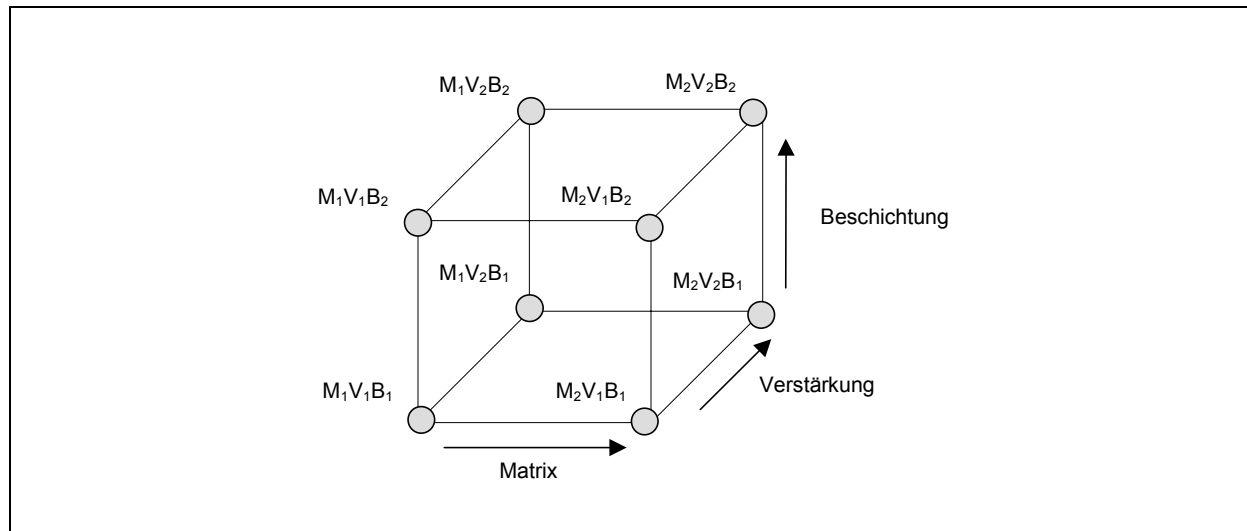 M₁V₂B₂
M₂V₂B₂
M₁V₁B₂
M₂V₁B₂
Beschichtung
M₁V₂B₁
M₂V₂B₁
M₁V₁B₁
M₂V₁B₁
Verstärkung
Matrix